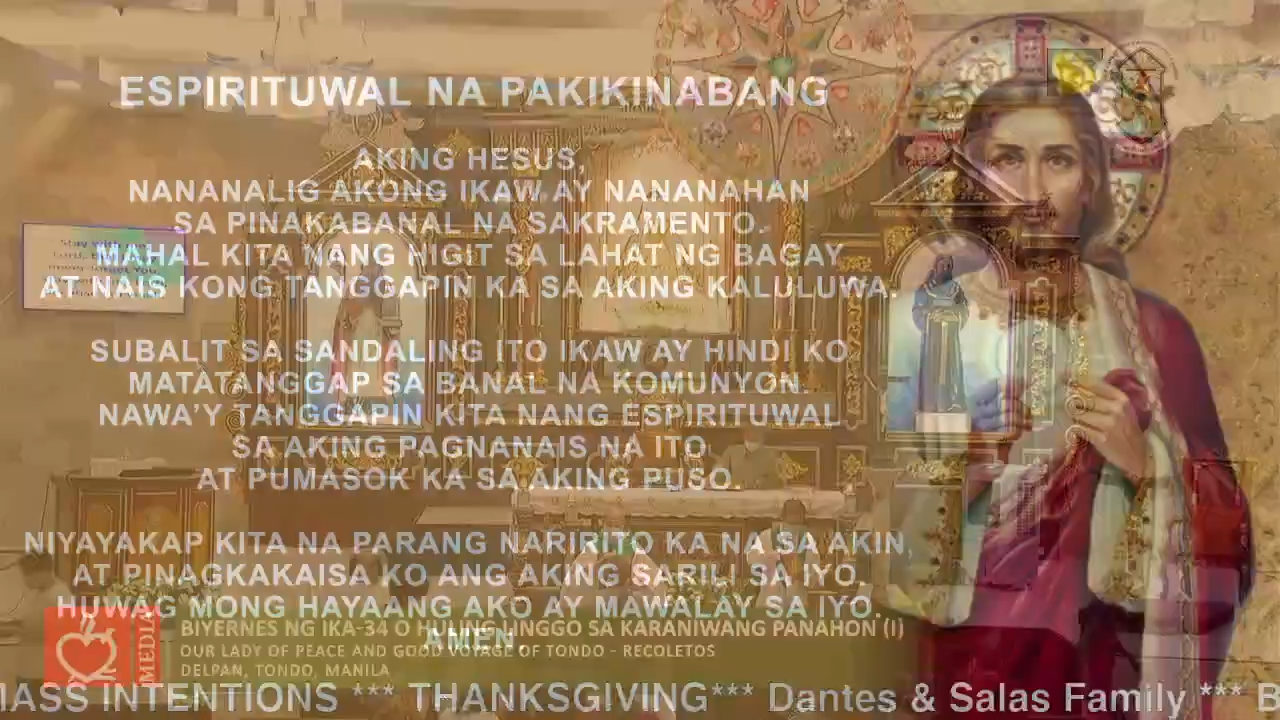 ESPIRITUWAL NA PAKIKINABANG
AKING HESUS,
NANANALIG AKONG IKAW AY NANANAHAN
SA PINAKABANAL NA SAKRAMENTO.
MAHAL KITA NANG HIGIT SA LAHAT NG BAGAY
AT NAIS KONG TANGGAPIN KA SA AKING KALULUWA.
SUBALIT SA SANDALING ITO IKAW AY HINDI KO
MATATANGGAP SA BANAL NA KOMUNYON.
NAWA'Y TANGGAPIN KITA NANG ESPIRITUWAL
SA AKING PAGNANAIS NA ITO
AT PUMASOK KA SA AKING PUSO.
NIYAYAKAP KITA NA PARANG NARIRITO KA NA SA AKIN,
AT PINAGKAKAISA KO ANG AKING SARILI SA IYO.
HUWAG MONG HAYAANG AKO AY MAWALAY SA IYO.
AMEN.
MEDIA
BIYERNES NG IKA-34 O HULING LINGGO SA KARANIWANG PANAHON (I)
OUR LADY OF PEACE AND GOOD VOYAGE OF TONDO - RECOLETOS
DELPAN, TONDO, MANILA
MASS INTENTIONS *** THANKSGIVING*** Dantes & Salas Family *** B